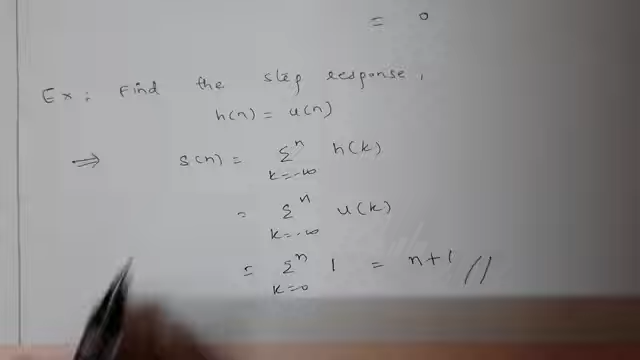 = 0
Ex: Find the step response,
h(n) = u(n)
⇒ s(n) = Σ^n_{k=-∞} h(k)
= Σ^n_{k=-∞} u(k)
= Σ^n_{k=0} 1 = n+1 //